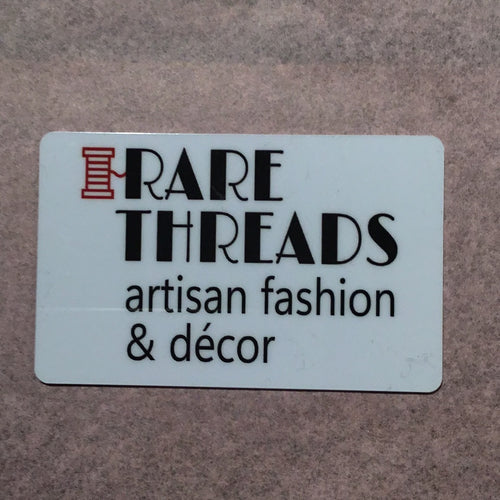 RARE
THREADS
artisan fashion
& décor